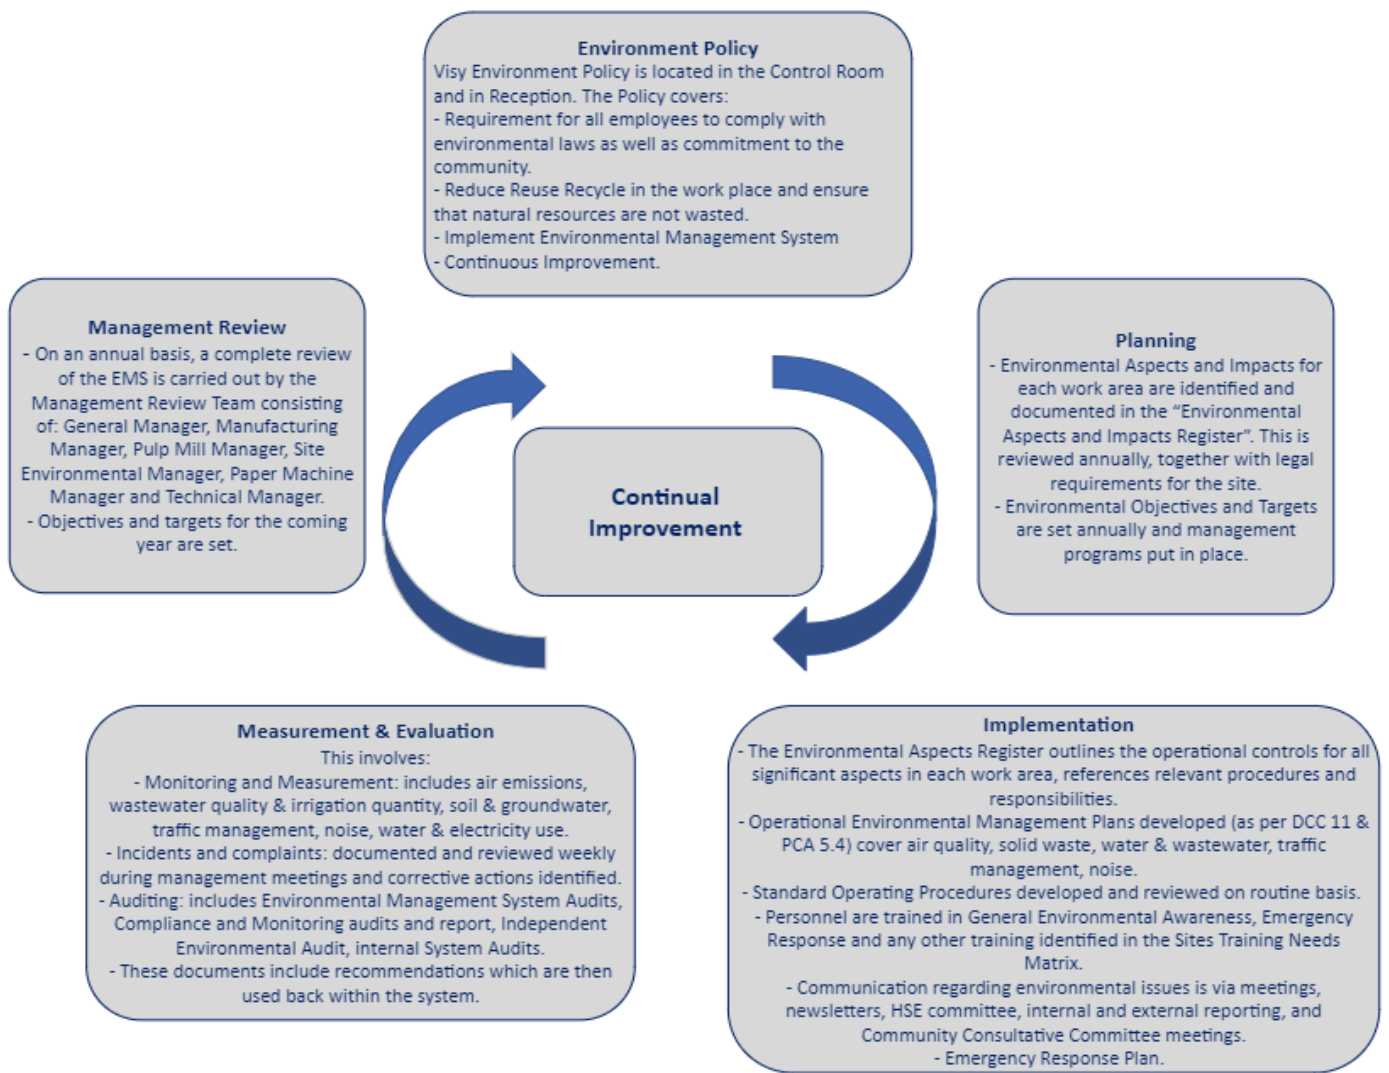 Environment Policy
Visy Environment Policy is located in the Control Room
and in Reception. The Policy covers:
- Requirement for all employees to comply with
environmental laws as well as commitment to the
community.
- Reduce Reuse Recycle in the work place and ensure
that natural resources are not wasted.
- Implement Environmental Management System
- Continuous Improvement.
Management Review
- On an annual basis, a complete review
of the EMS is carried out by the
Management Review Team consisting
of: General Manager, Manufacturing
Manager, Pulp Mill Manager, Site
Environmental Manager, Paper Machine
Manager and Technical Manager.
- Objectives and targets for the coming
year are set.
Continual
Improvement
Planning
- Environmental Aspects and Impacts for
each work area are identified and
documented in the “Environmental
Aspects and Impacts Register”. This is
reviewed annually, together with legal
requirements for the site.
- Environmental Objectives and Targets
are set annually and management
programs put in place.
Measurement & Evaluation
This involves:
- Monitoring and Measurement: includes air emissions,
wastewater quality & irrigation quantity, soil & groundwater,
traffic management, noise, water & electricity use.
- Incidents and complaints: documented and reviewed weekly
during management meetings and corrective actions identified.
- Auditing: includes Environmental Management System Audits,
Compliance and Monitoring audits and report, Independent
Environmental Audit, internal System Audits.
- These documents include recommendations which are then
used back within the system.
Implementation
- The Environmental Aspects Register outlines the operational controls for all
significant aspects in each work area, references relevant procedures and
responsibilities.
- Operational Environmental Management Plans developed (as per DCC 11 &
PCA 5.4) cover air quality, solid waste, water & wastewater, traffic
management, noise.
- Standard Operating Procedures developed and reviewed on routine basis.
- Personnel are trained in General Environmental Awareness, Emergency
Response and any other training identified in the Sites Training Needs
Matrix.
- Communication regarding environmental issues is via meetings,
newsletters, HSE committee, internal and external reporting, and
Community Consultative Committee meetings.
- Emergency Response Plan.